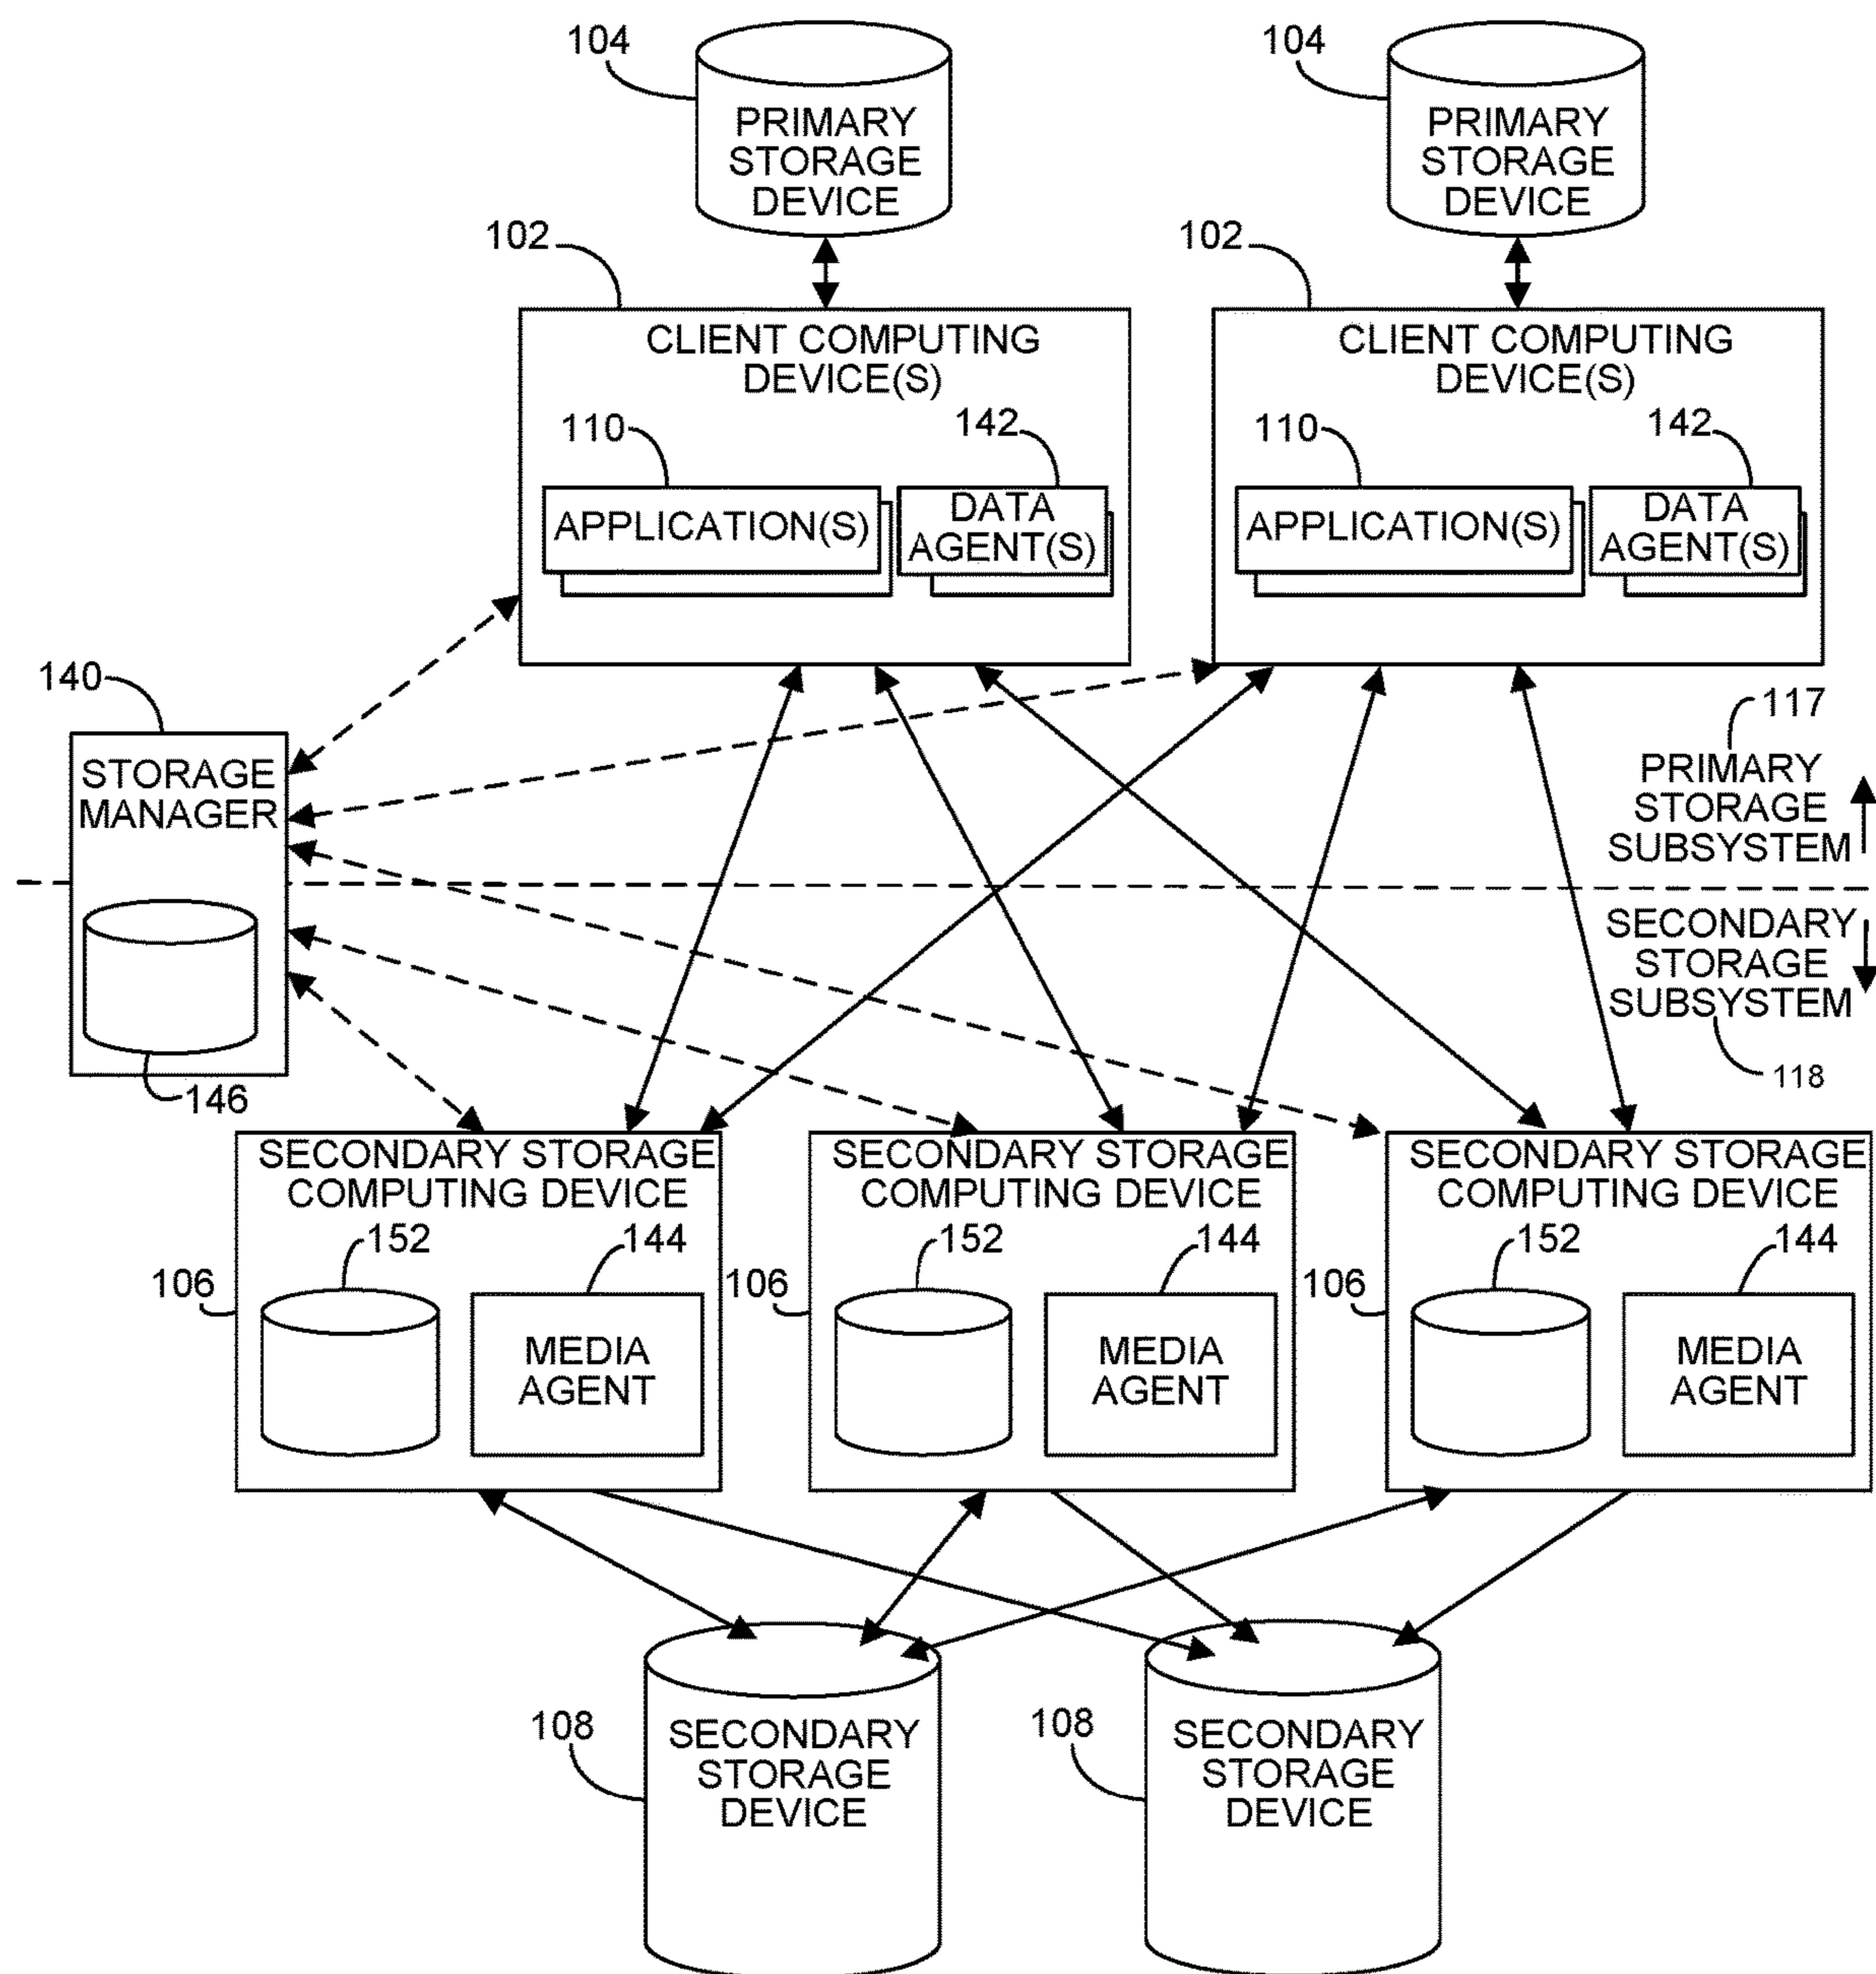 104
104
PRIMARY
STORAGE
DEVICE
PRIMARY
STORAGE
DEVICE
102
102
CLIENT COMPUTING
DEVICE(S)
CLIENT COMPUTING
DEVICE(S)
110
142
110
142
APPLICATION(S)
DATA
AGENT(S)
APPLICATION(S)
DATA
AGENT(S)
140
STORAGE
MANAGER
146
117
PRIMARY
STORAGE
SUBSYSTEM
SECONDARY
STORAGE
SUBSYSTEM
118
SECONDARY STORAGE
COMPUTING DEVICE
152
144
106
MEDIA
AGENT
SECONDARY STORAGE
COMPUTING DEVICE
152
144
106
MEDIA
AGENT
SECONDARY STORAGE
COMPUTING DEVICE
152
144
106
MEDIA
AGENT
108
SECONDARY
STORAGE
DEVICE
108
SECONDARY
STORAGE
DEVICE